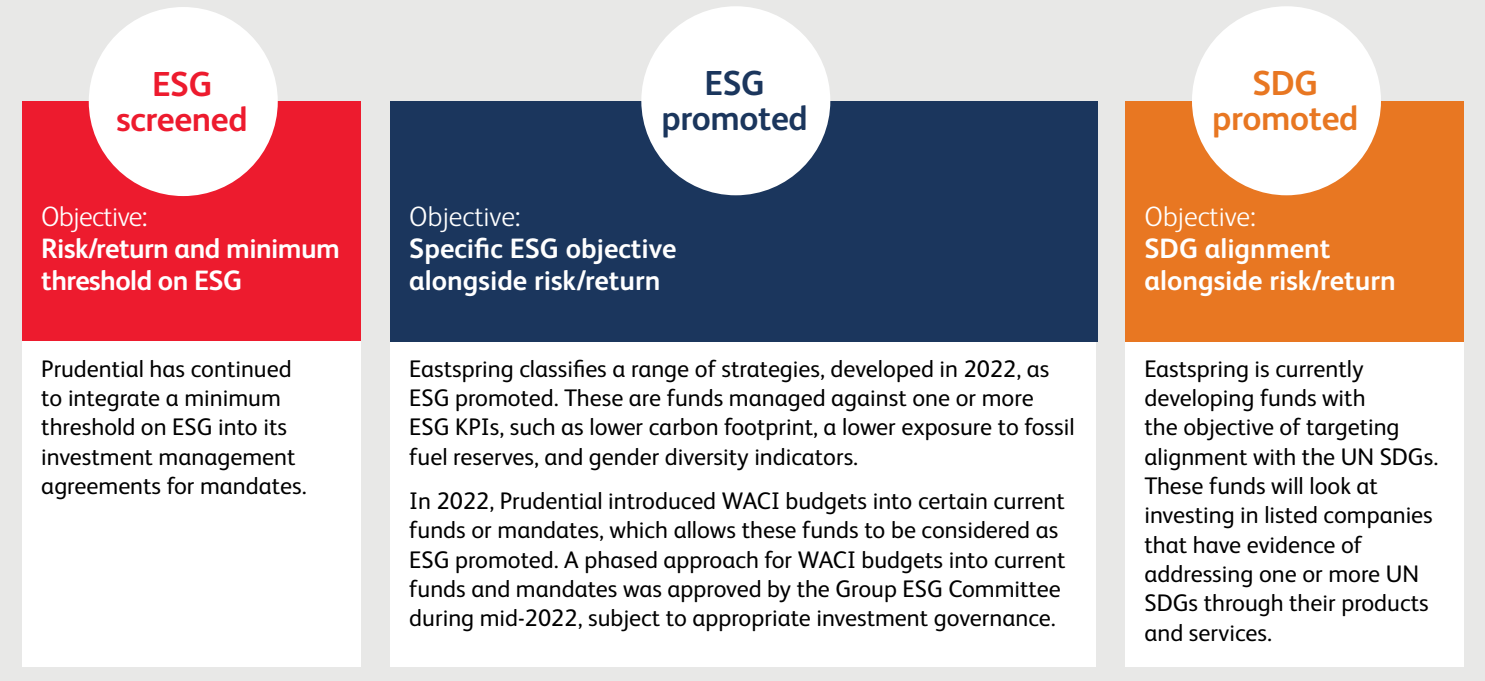 ESG
screened
Objective:
Risk/return and minimum
threshold on ESG
Prudential has continued
to integrate a minimum
threshold on ESG into its
investment management
agreements for mandates.
ESG
promoted
Objective:
Specific ESG objective
alongside risk/return
Eastspring classifies a range of strategies, developed in 2022, as
ESG promoted. These are funds managed against one or more
ESG KPIs, such as lower carbon footprint, a lower exposure to fossil
fuel reserves, and gender diversity indicators.
In 2022, Prudential introduced WACI budgets into certain current
funds or mandates, which allows these funds to be considered as
ESG promoted. A phased approach for WACI budgets into current
funds and mandates was approved by the Group ESG Committee
during mid-2022, subject to appropriate investment governance.
SDG
promoted
Objective:
SDG alignment
alongside risk/return
Eastspring is currently
developing funds with
the objective of targeting
alignment with the UN SDGs.
These funds will look at
investing in listed companies
that have evidence of
addressing one or more UN
SDGs through their products
and services.